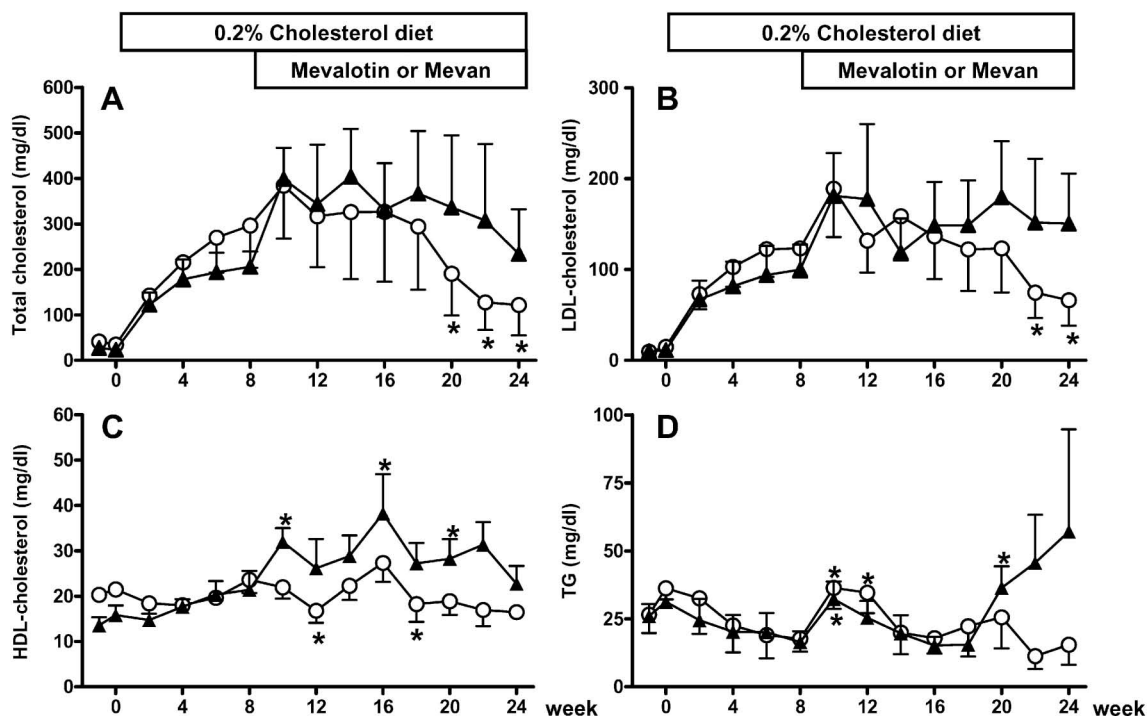 0.2% Cholesterol diet
Mevalotin or Mevan
0.2% Cholesterol diet
Mevalotin or Mevan
A
Total cholesterol (mg/dl)
600
500
400
300
200
100
0
0 4 8 12 16 20 24
* * *
B
LDL-cholesterol (mg/dl)
300
200
100
0
0 4 8 12 16 20 24
* *
C
HDL-cholesterol (mg/dl)
60
50
40
30
20
10
0
0 4 8 12 16 20 24 week
* * *
* *
D
TG (mg/dl)
100
75
50
25
0
0 4 8 12 16 20 24 week
* * *
*